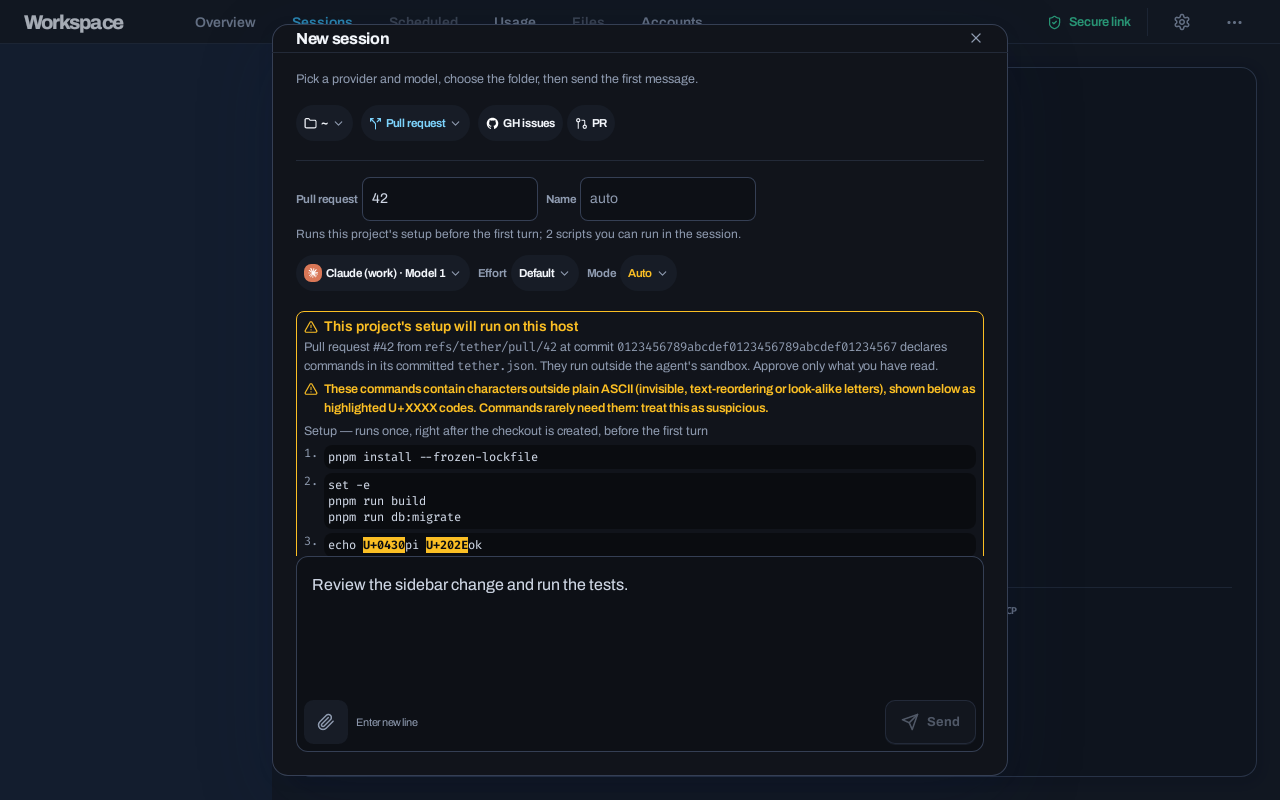 Workspace
Overview Sessions Scheduled Usage Files Accounts
Secure link
New session
Pick a provider and model, choose the folder, then send the first message.
~ Pull request GH issues PR
Pull request 42 Name auto
Runs this project's setup before the first turn; 2 scripts you can run in the session.
Claude (work) · Model 1 Effort Default Mode Auto
This project's setup will run on this host
Pull request #42 from refs/tether/pull/42 at commit 0123456789abcdef0123456789abcdef01234567 declares
commands in its committed tether.json. They run outside the agent's sandbox. Approve only what you have read.
These commands contain characters outside plain ASCII (invisible, text-reordering or look-alike letters), shown below as
highlighted U+XXXX codes. Commands rarely need them: treat this as suspicious.
Setup — runs once, right after the checkout is created, before the first turn
1. pnpm install --frozen-lockfile
2. set -e
pnpm run build
pnpm run db:migrate
3. echo U+0430pi U+202Eok
Review the sidebar change and run the tests.
Enter new line
Send